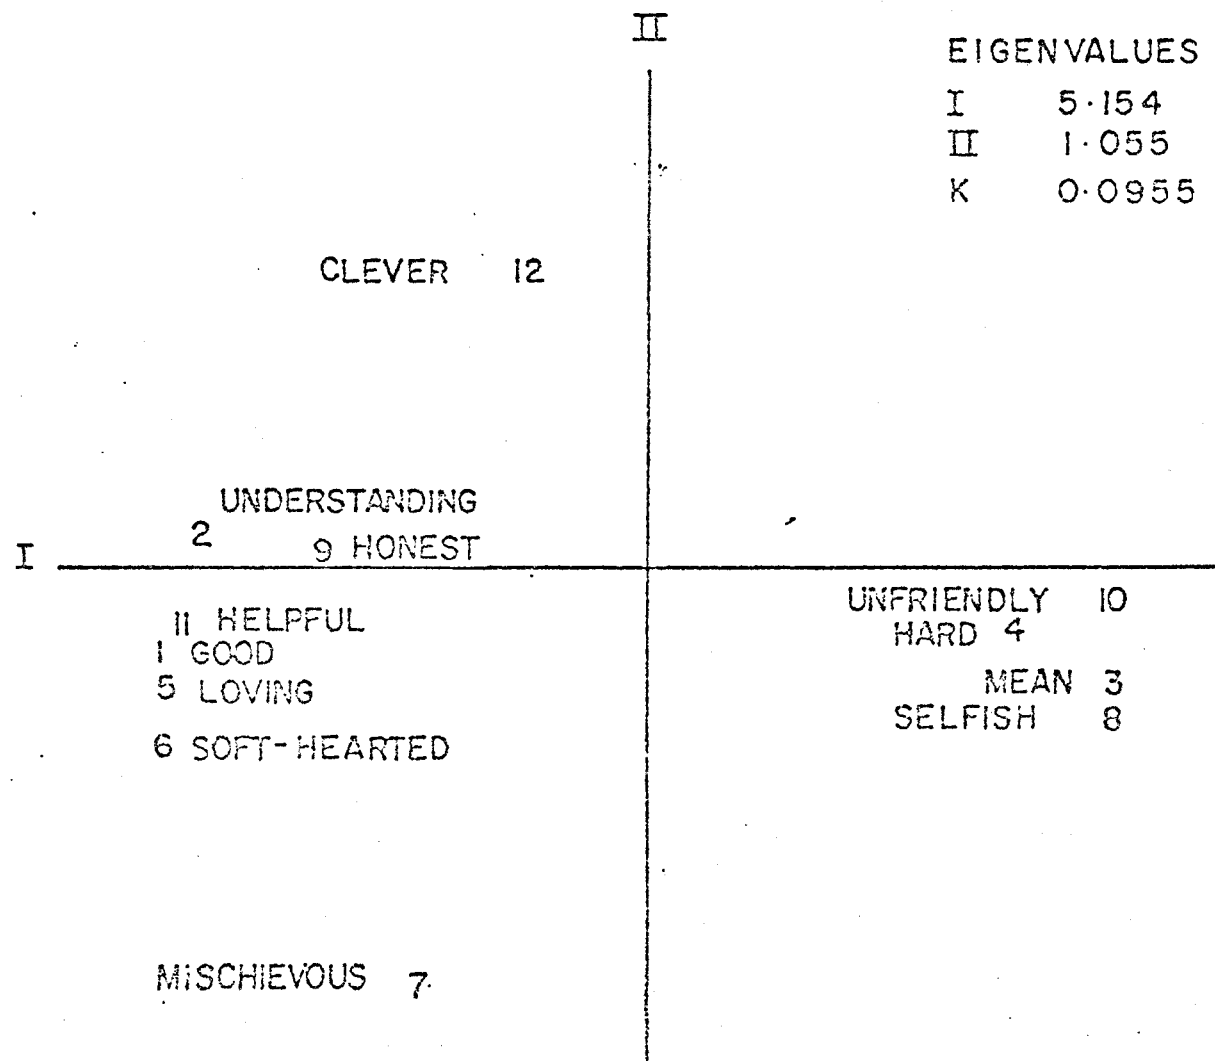 II
EIGENVALUES
I 5·154
II 1·055
K 0·0955
CLEVER 12
UNDERSTANDING
2
9 HONEST
I
UNFRIENDLY 10
HARD 4
11 HELPFUL
1 GOOD
MEAN 3
5 LOVING
SELFISH 8
6 SOFT-HEARTED
MISCHIEVOUS 7